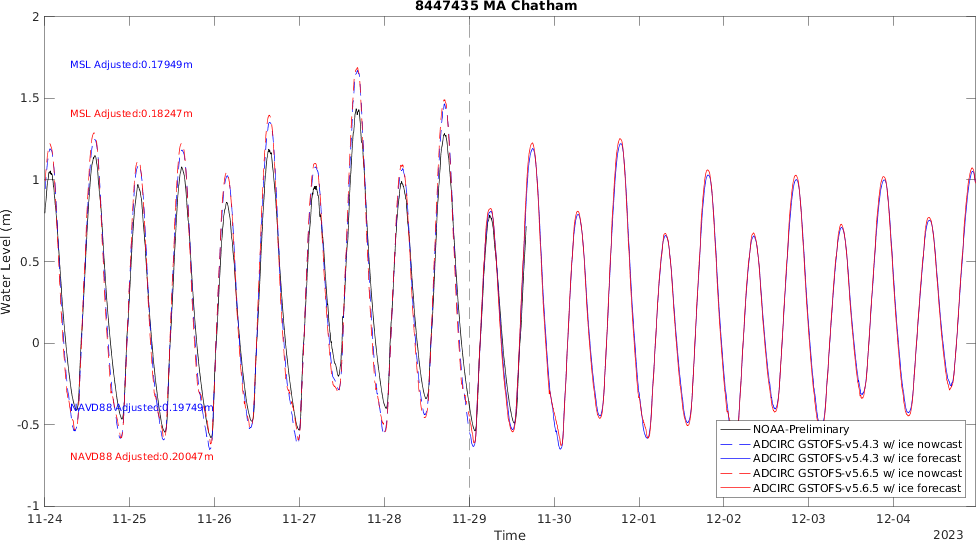 8447435 MA Chatham
2
1.5
1
0.5
0
-0.5
-1
Water Level (m)
MSL Adjusted:0.17949m
MSL Adjusted:0.18247m
NAVD88 Adjusted:0.19749m
NAVD88 Adjusted:0.20047m
NOAA-Preliminary
ADCIRC GSTOFS-v5.4.3 w/ ice nowcast
ADCIRC GSTOFS-v5.4.3 w/ ice forecast
ADCIRC GSTOFS-v5.6.5 w/ ice nowcast
ADCIRC GSTOFS-v5.6.5 w/ ice forecast
11-24 11-25 11-26 11-27 11-28 11-29 11-30 12-01 12-02 12-03 12-04
Time
2023